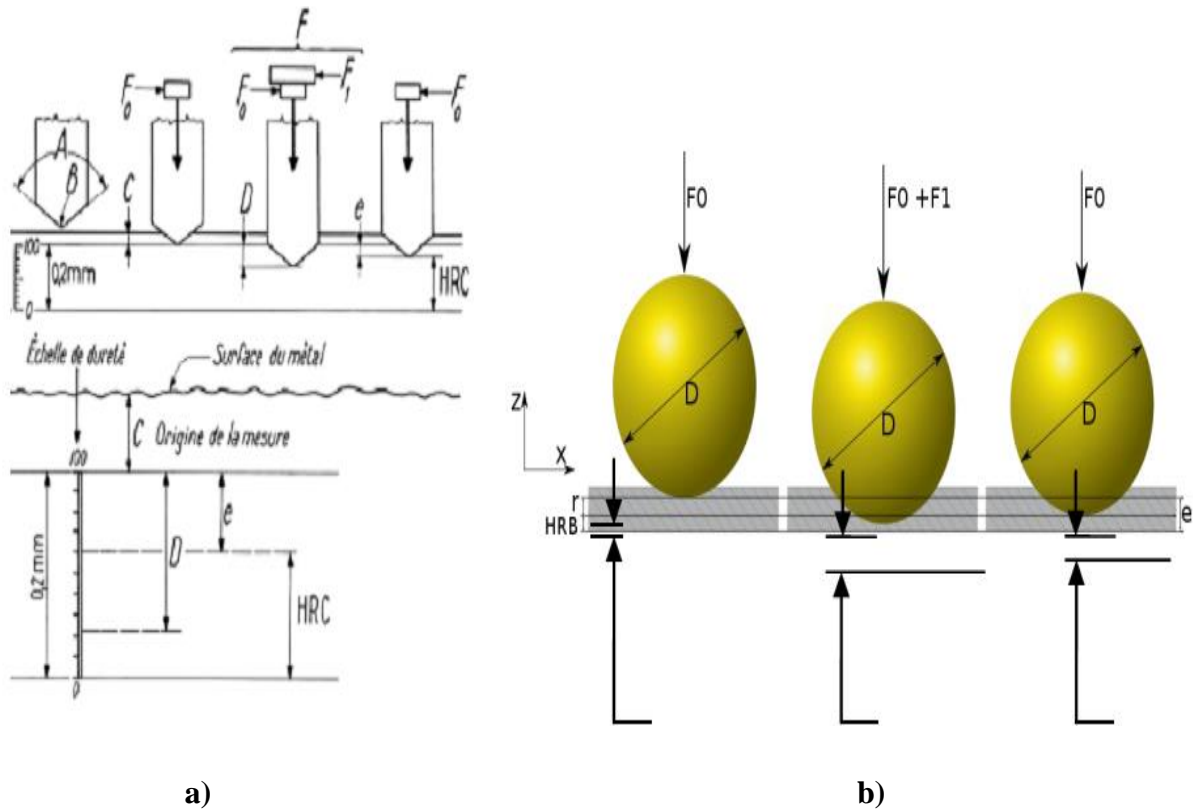 F
F0
F0
F1
F0
A
B
C
D
e
100
0,2mm
0
HRC
Échelle de dureté
Surface du métal
C Origine de la mesure
100
0,2 mm
D
e
HRC
0
F0
F0 +F1
F0
D
D
D
Z
X
r
HRB
e
a)
b)